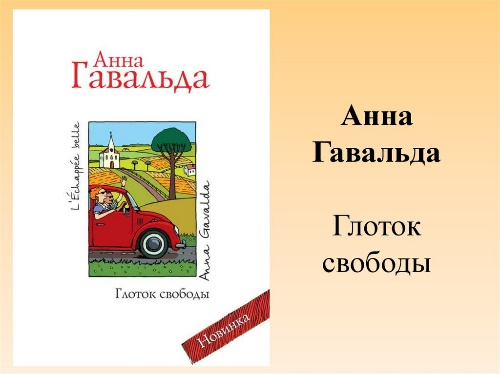 Анна
Гавальда
L'Échappée belle
Anna Gavalda
Глоток свободы
Новинка
Анна
Гавальда
Глоток
свободы